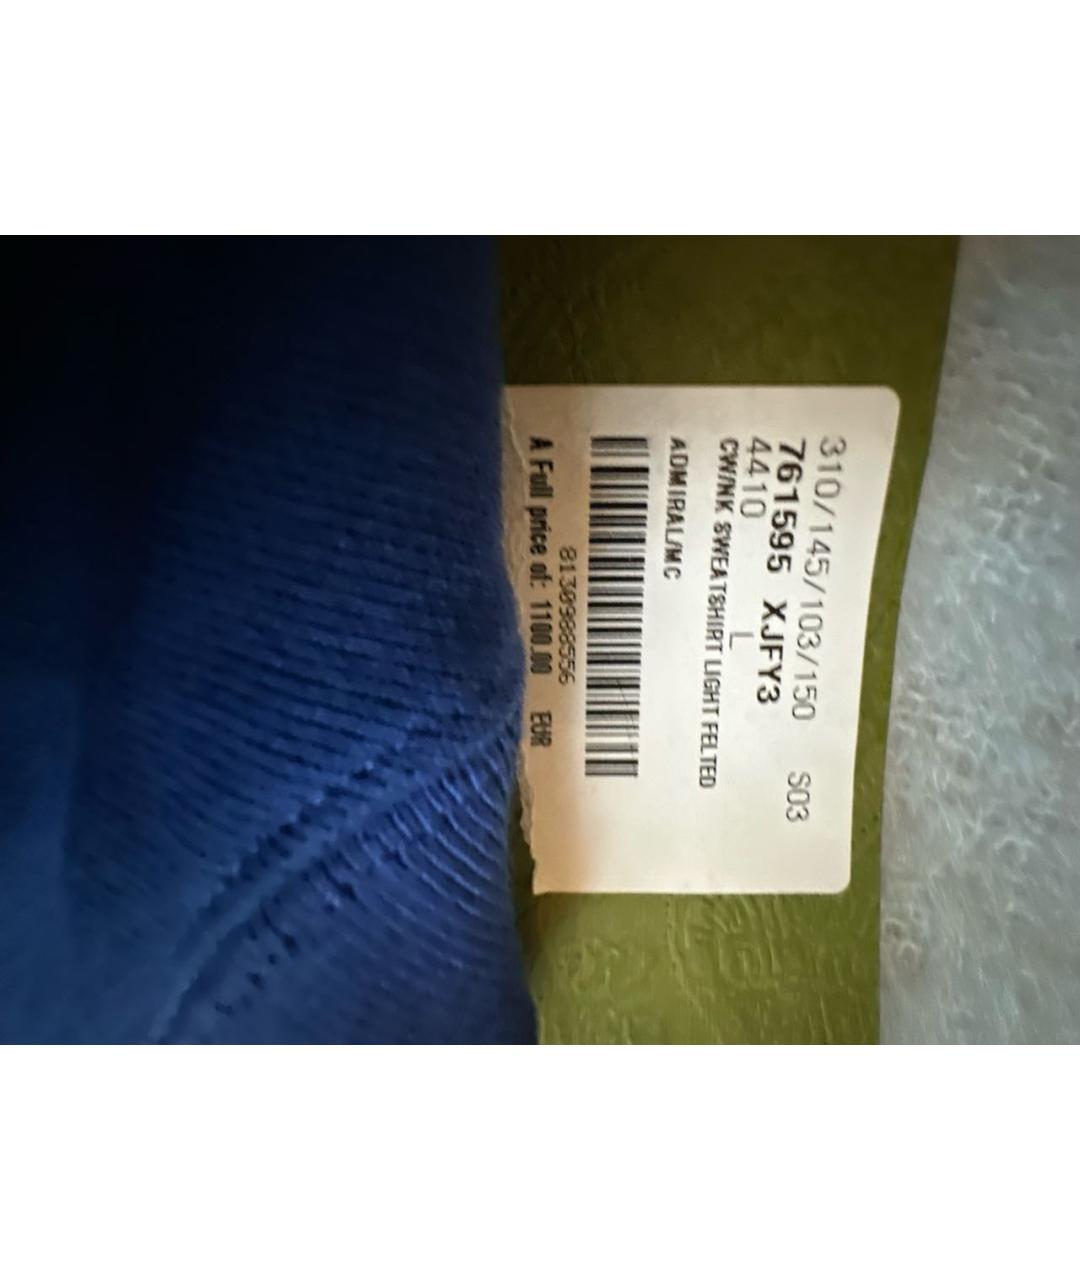 310/145/103/150 S03
761595 XJFY3
4410 L
CW/NK SWEATSHIRT LIGHT FELTED
ADMIRAL/MC
8130988556
A Full price of: 1100.00 EUR